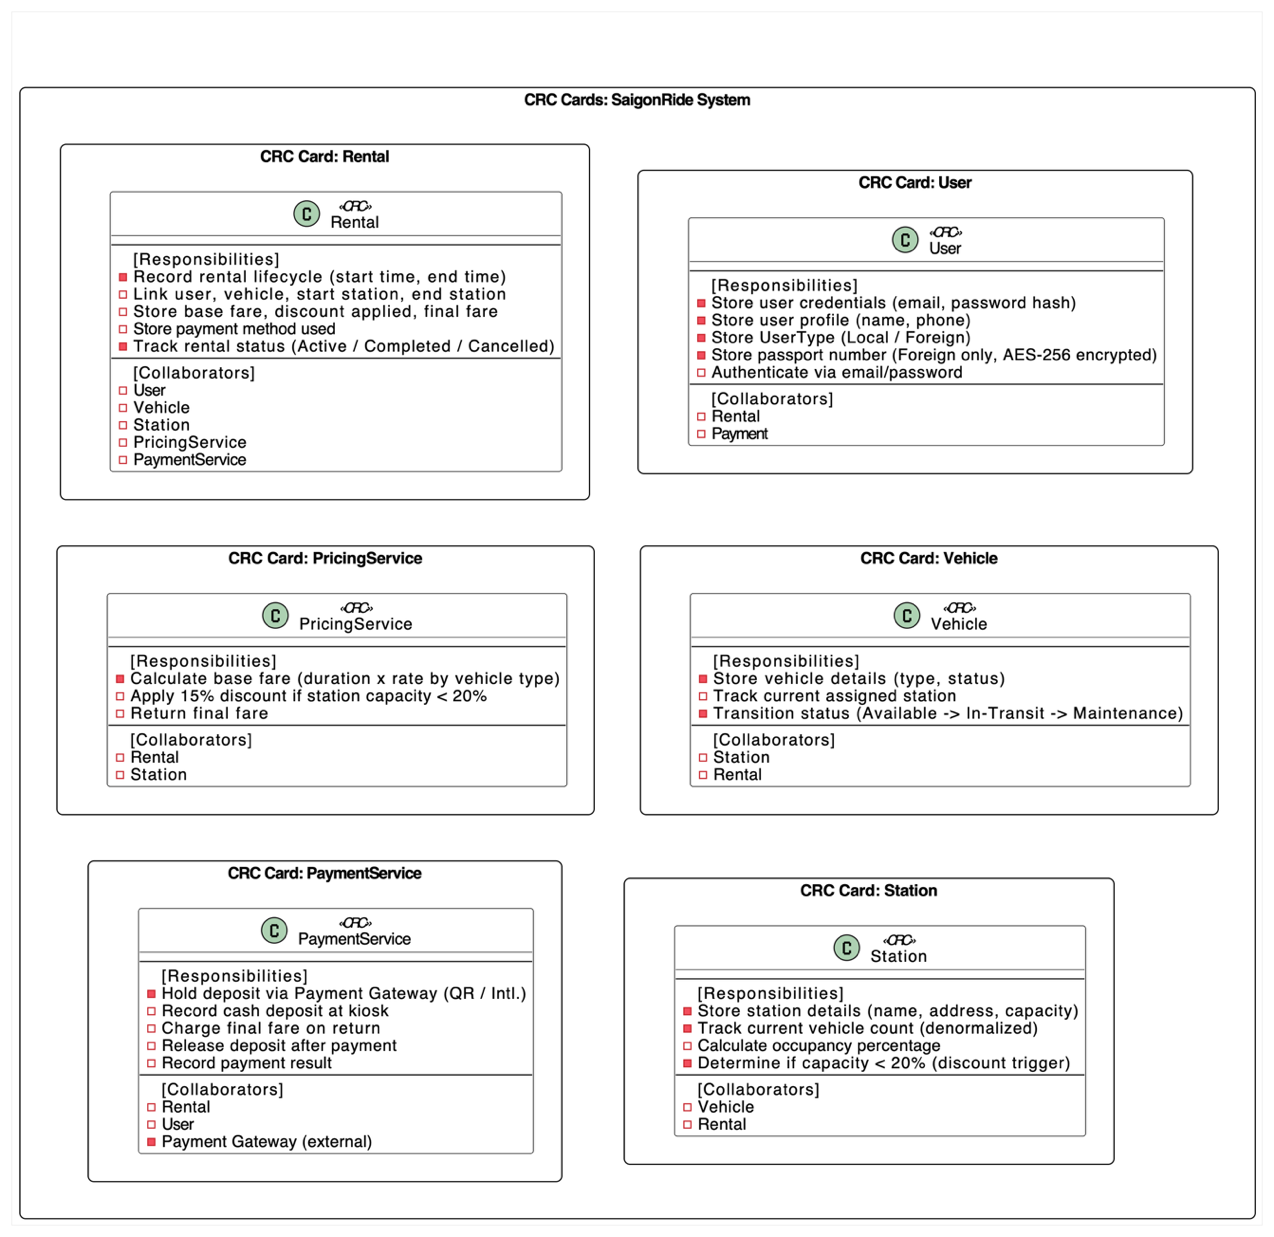 CRC Cards: SaigonRide System
CRC Card: Rental
C
«CRC»
Rental
[Responsibilities]
Record rental lifecycle (start time, end time)
Link user, vehicle, start station, end station
Store base fare, discount applied, final fare
Store payment method used
Track rental status (Active / Completed / Cancelled)
[Collaborators]
User
Vehicle
Station
PricingService
PaymentService
CRC Card: User
C
«CRC»
User
[Responsibilities]
Store user credentials (email, password hash)
Store user profile (name, phone)
Store UserType (Local / Foreign)
Store passport number (Foreign only, AES-256 encrypted)
Authenticate via email/password
[Collaborators]
Rental
Payment
CRC Card: PricingService
C
«CRC»
PricingService
[Responsibilities]
Calculate base fare (duration x rate by vehicle type)
Apply 15% discount if station capacity < 20%
Return final fare
[Collaborators]
Rental
Station
CRC Card: Vehicle
C
«CRC»
Vehicle
[Responsibilities]
Store vehicle details (type, status)
Track current assigned station
Transition status (Available -> In-Transit -> Maintenance)
[Collaborators]
Station
Rental
CRC Card: PaymentService
C
«CRC»
PaymentService
[Responsibilities]
Hold deposit via Payment Gateway (QR / Intl.)
Record cash deposit at kiosk
Charge final fare on return
Release deposit after payment
Record payment result
[Collaborators]
Rental
User
Payment Gateway (external)
CRC Card: Station
C
«CRC»
Station
[Responsibilities]
Store station details (name, address, capacity)
Track current vehicle count (denormalized)
Calculate occupancy percentage
Determine if capacity < 20% (discount trigger)
[Collaborators]
Vehicle
Rental